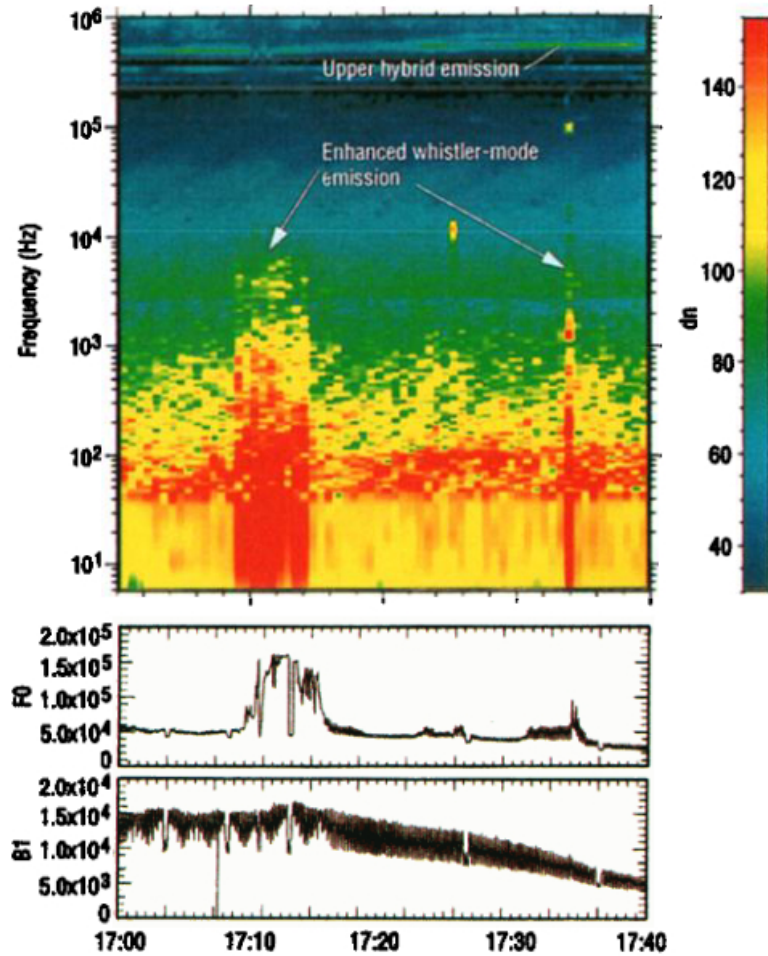 10⁶
Upper hybrid emission
140
10⁵
Enhanced whistler-mode
emission
120
10⁴
Frequency (Hz)
100
dn
10³
80
10²
60
10¹
40
2.0x10⁵
1.5x10⁵
F0
1.0x10⁵
5.0x10⁴
0
2.0x10⁴
1.5x10⁴
B1
1.0x10⁴
5.0x10³
0
17:00 17:10 17:20 17:30 17:40